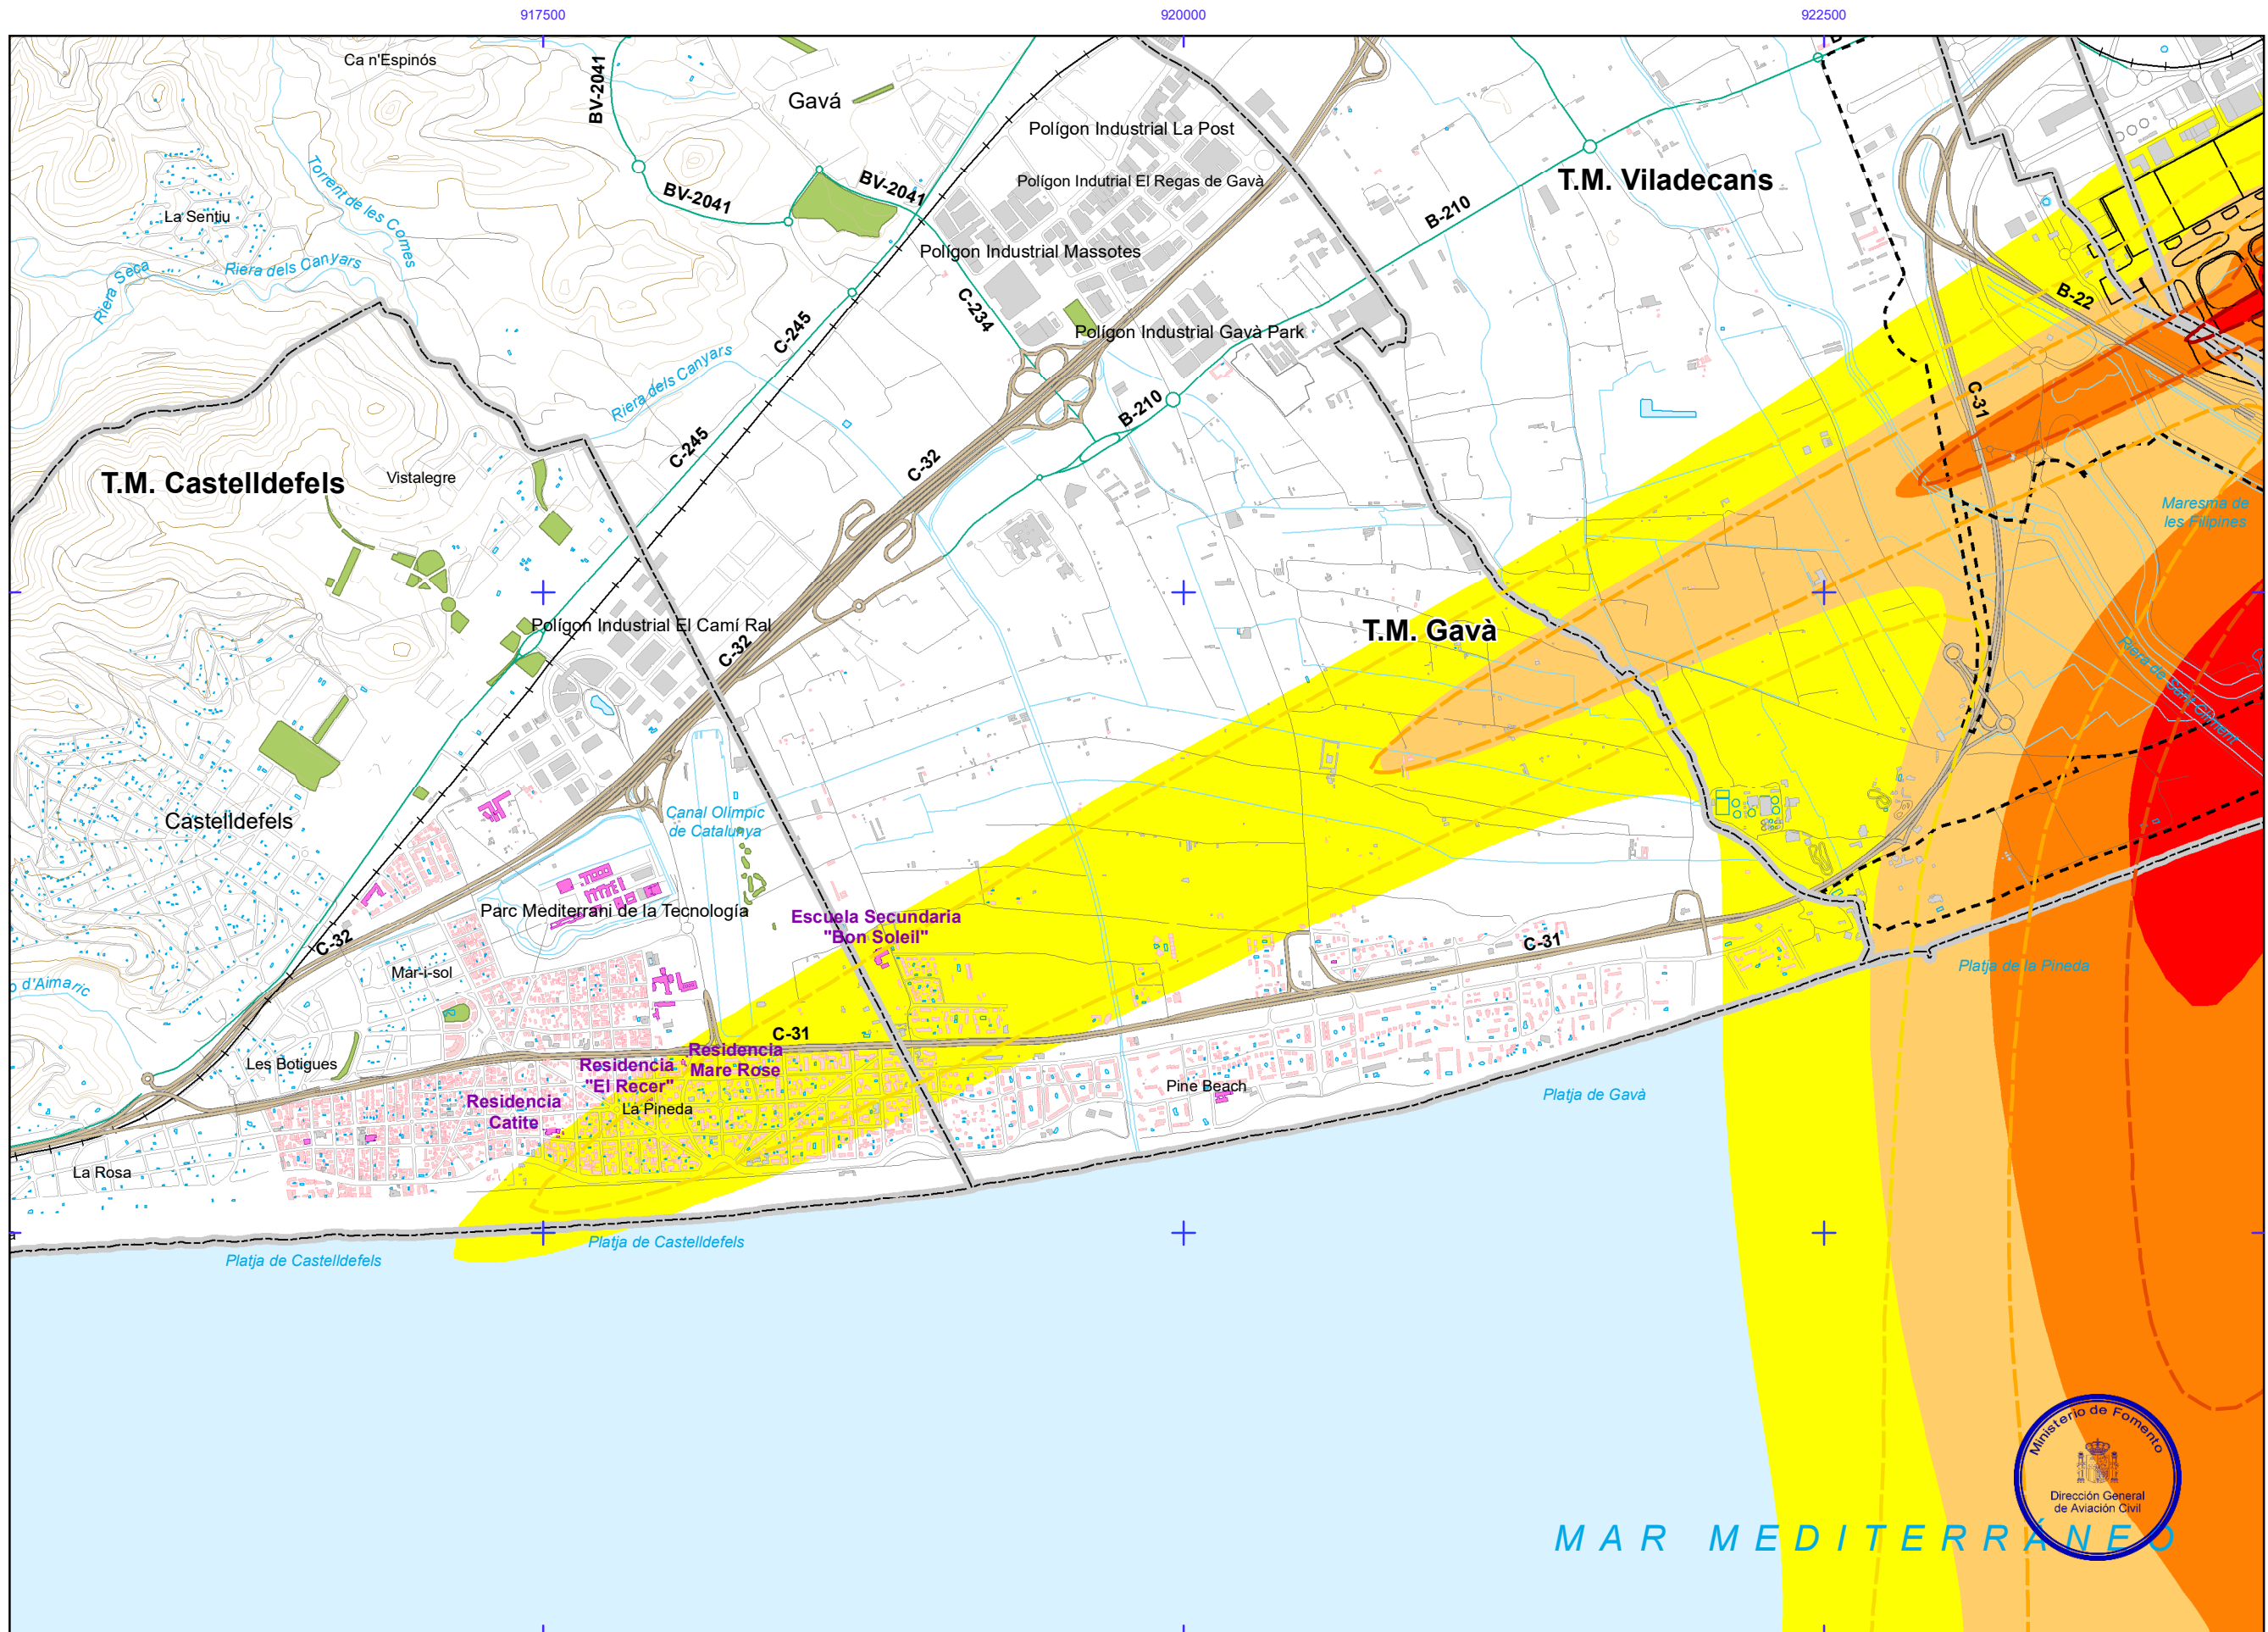 917500
920000
922500
Ca n'Espinós
BV-2041
Gavá
Polígon Industrial La Post
Polígon Indutrial El Regas de Gavà
T.M. Viladecans
Torrent de les Comes
La Sentiu
BV-2041
BV-2041
B-210
Riera Seca
Riera dels Canyars
Polígon Industrial Massotes
B-22
C-234
C-245
Polígon Industrial Gavà Park
Riera dels Canyars
C-31
B-210
C-245
C-32
T.M. Castelldefels
Vistalegre
Maresma de
les Filipines
Polígon Industrial El Camí Ral
T.M. Gavà
C-32
Riera de Sant Climent
Castelldefels
Canal Olímpic
de Catalunya
Parc Mediterrani de la Tecnología
Escuela Secundaria
"Bon Soleil"
C-32
C-31
Mar-i-sol
Platja de la Pineda
d'Aimaric
C-31
Les Botigues
Residencia
"El Recer"
Residencia
Mare Rose
Pine Beach
Platja de Gavà
Residencia
Catite
La Pineda
La Rosa
Platja de Castelldefels
Platja de Castelldefels
Ministerio de Fomento
Dirección General
de Aviación Civil
MAR MEDITERRÁNEO